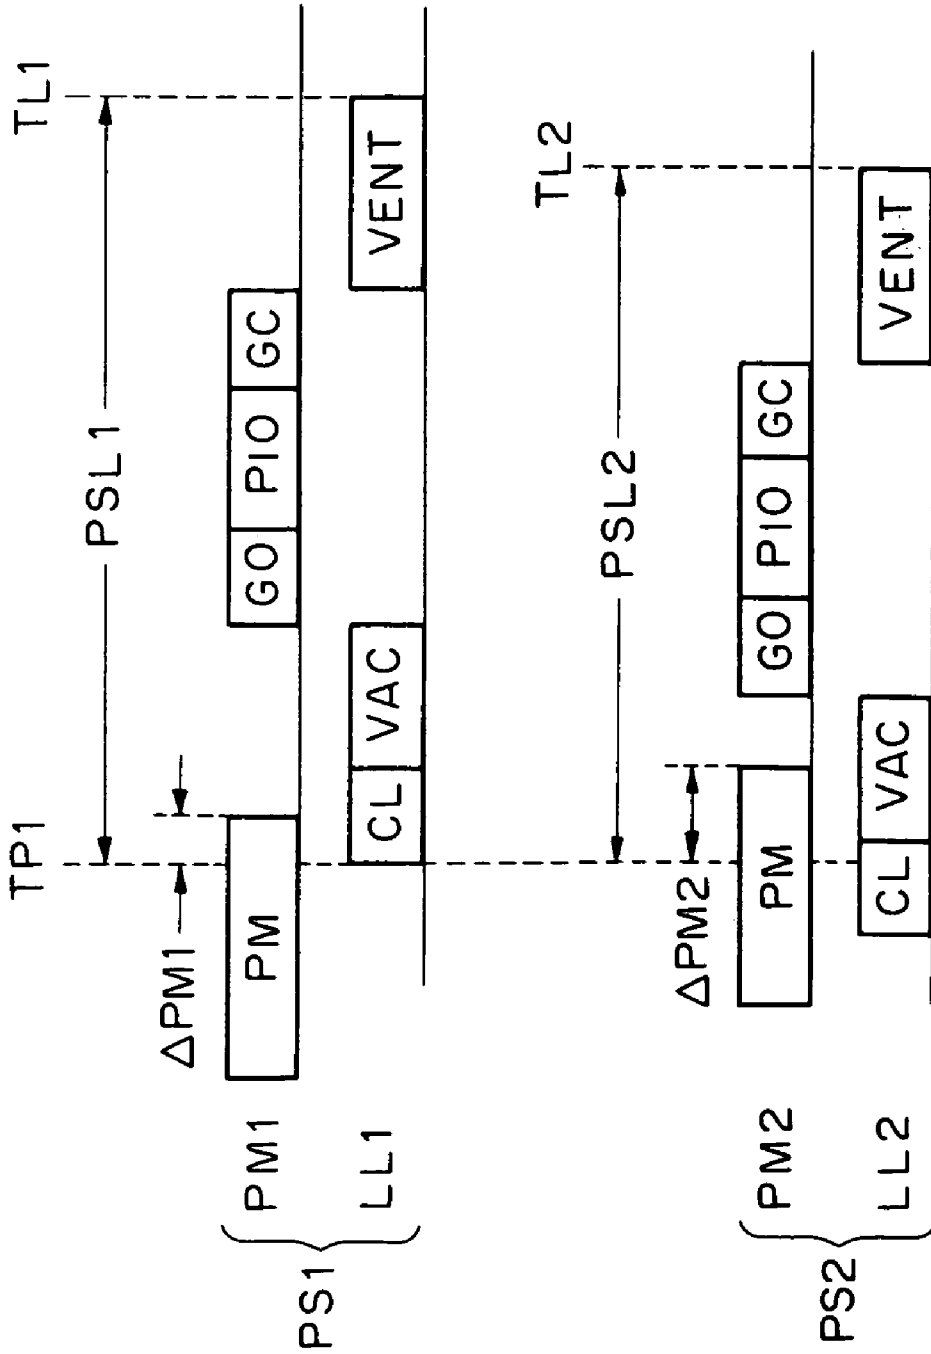 TP1
TL1
PSL1
ΔPM1
PS1
PM1
PM
GO
PIO
GC
LL1
CL
VAC
VENT
TL2
PSL2
ΔPM2
PS2
PM2
PM
GO
PIO
GC
LL2
CL
VAC
VENT